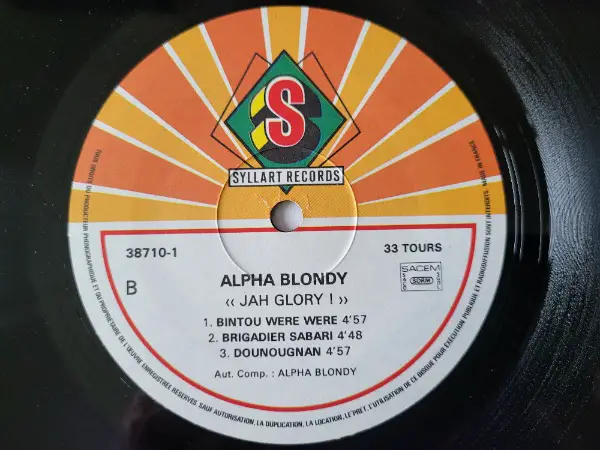 S
SYLLART RECORDS
38710-1
33 TOURS
B
SACEM
SDRM
ALPHA BLONDY
‹‹ JAH GLORY ! ››
1. BINTOU WERE WERE 4'57
2. BRIGADIER SABARI 4'48
3. DOUNOUGNAN 4'57
Aut. Comp. : ALPHA BLONDY
TOUS DROITS DU PRODUCTEUR PHONOGRAPHIQUE ET DU PROPRIETAIRE DE L'ŒUVRE ENREGISTREE RESERVES. SAUF AUTORISATION, LA DUPLICATION, LA LOCATION, LE PRET, L'UTILISATION DE CE DISQUE POUR EXECUTION PUBLIQUE ET RADIODIFFUSION SONT INTERDITS. MADE IN FRANCE.